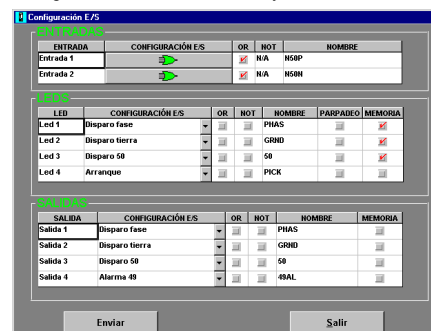 Configuración E/S
ENTRADAS
ENTRADA CONFIGURACIÓN E/S OR NOT NOMBRE
Entrada 1 N/A N50P
Entrada 2 N/A N50N
LEDS
LED CONFIGURACIÓN E/S OR NOT NOMBRE PARPADEO MEMORIA
Led 1 Disparo fase PHAS
Led 2 Disparo tierra GRND
Led 3 Disparo 50 50
Led 4 Arranque PICK
SALIDAS
SALIDA CONFIGURACIÓN E/S OR NOT NOMBRE MEMORIA
Salida 1 Disparo fase PHAS
Salida 2 Disparo tierra GRND
Salida 3 Disparo 50 50
Salida 4 Alarma 49 49AL
Enviar Salir